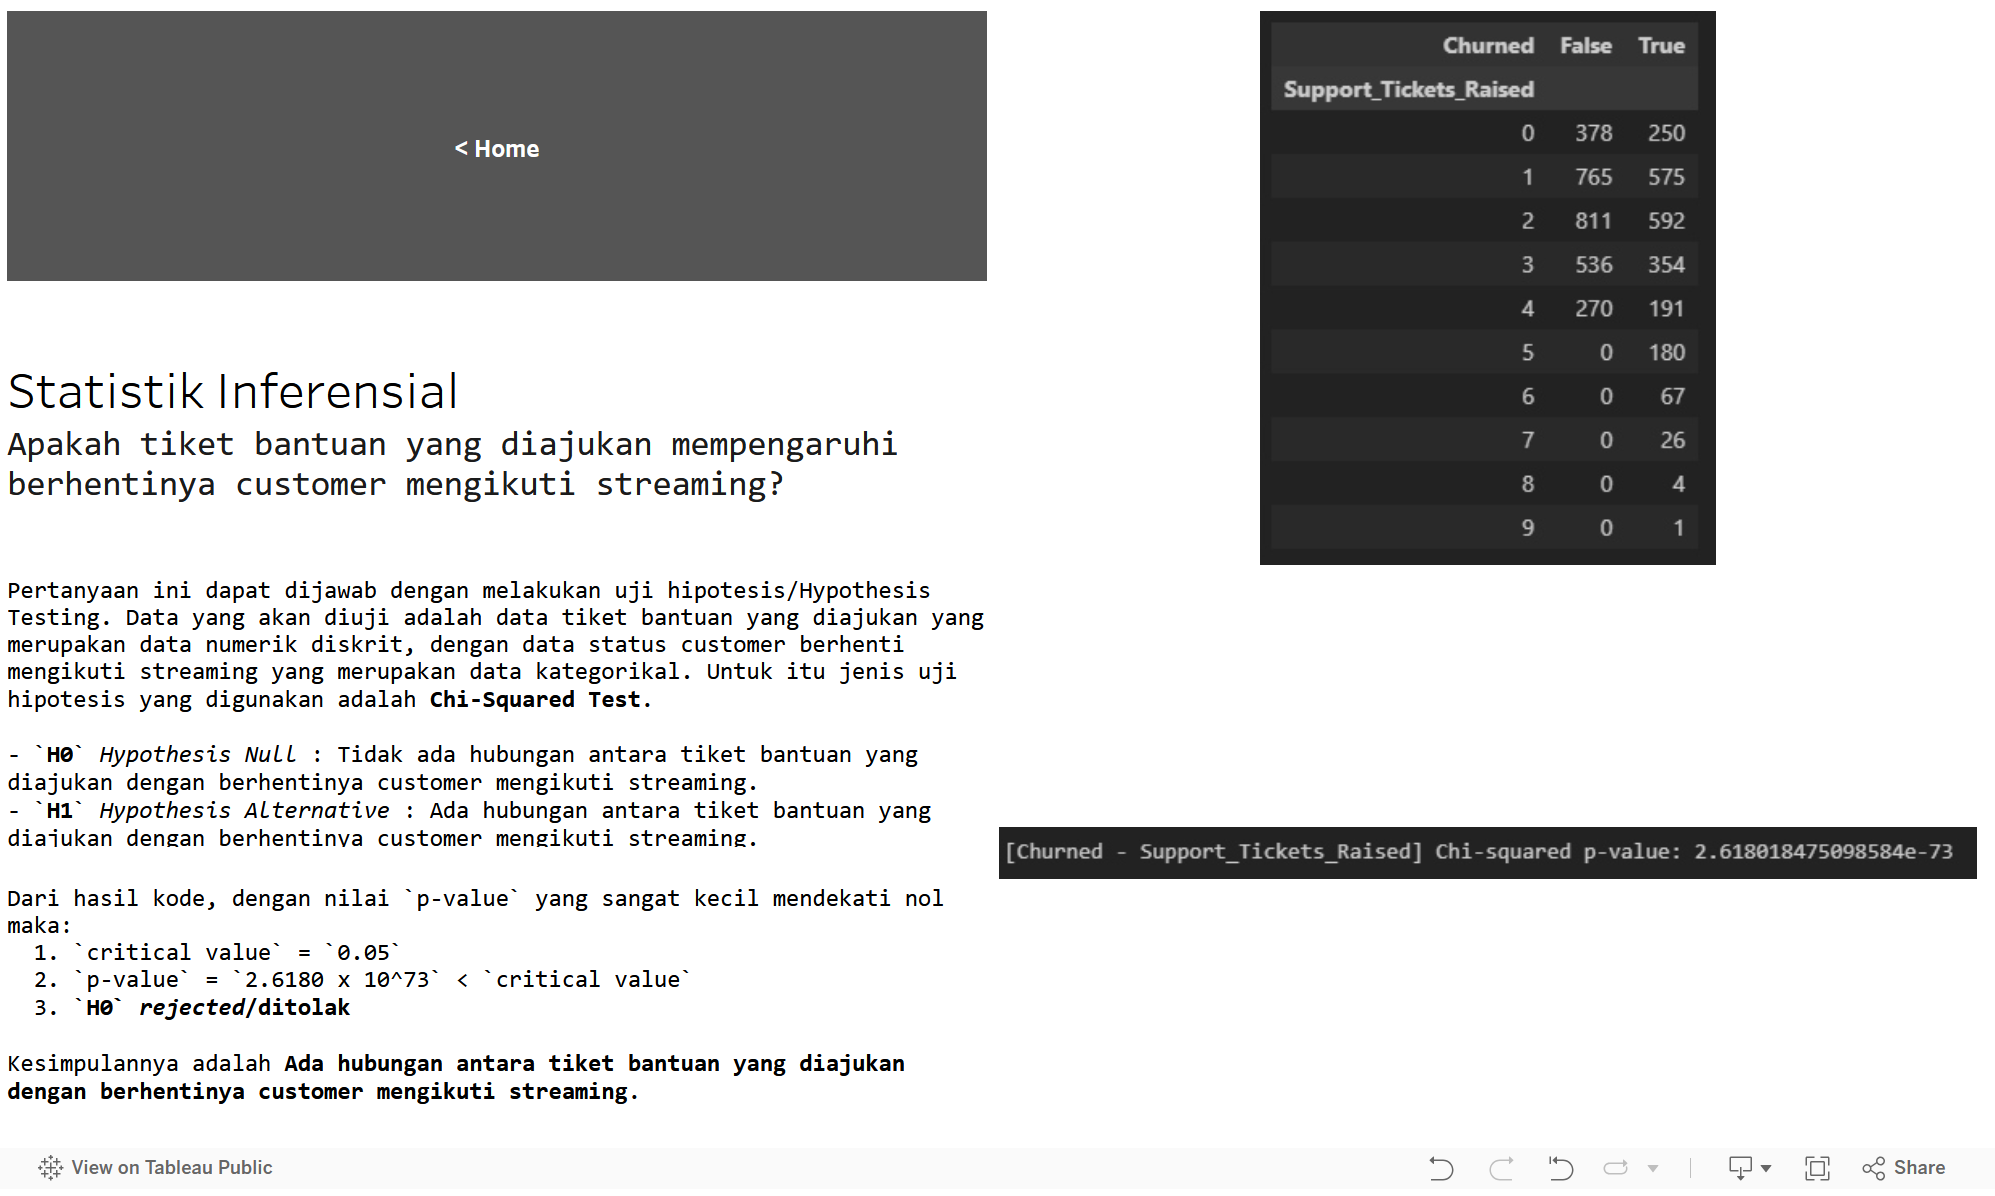 < Home
Statistik Inferensial
Apakah tiket bantuan yang diajukan mempengaruhi
berhentinya customer mengikuti streaming?
Pertanyaan ini dapat dijawab dengan melakukan uji hipotesis/Hypothesis
Testing. Data yang akan diuji adalah data tiket bantuan yang diajukan yang
merupakan data numerik diskrit, dengan data status customer berhenti
mengikuti streaming yang merupakan data kategorikal. Untuk itu jenis uji
hipotesis yang digunakan adalah Chi-Squared Test.
- `H0` Hypothesis Null : Tidak ada hubungan antara tiket bantuan yang
diajukan dengan berhentinya customer mengikuti streaming.
- `H1` Hypothesis Alternative : Ada hubungan antara tiket bantuan yang
diajukan dengan berhentinya customer mengikuti streaming.
Dari hasil kode, dengan nilai `p-value` yang sangat kecil mendekati nol
maka:
1. `critical value` = `0.05`
2. `p-value` = `2.6180 x 10^73` < `critical value`
3. `H0` rejected/ditolak
Kesimpulannya adalah Ada hubungan antara tiket bantuan yang diajukan
dengan berhentinya customer mengikuti streaming.
Churned False True
Support_Tickets_Raised
0 378 250
1 765 575
2 811 592
3 536 354
4 270 191
5 0 180
6 0 67
7 0 26
8 0 4
9 0 1
[Churned - Support_Tickets_Raised] Chi-squared p-value: 2.618018475098584e-73
View on Tableau Public
Share